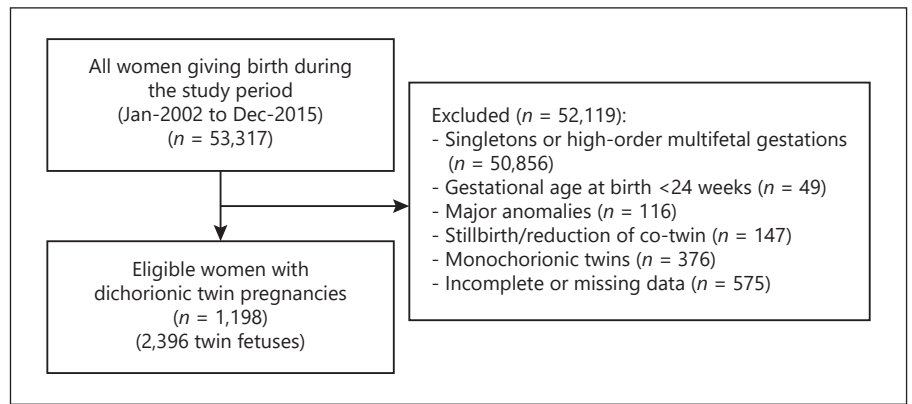 All women giving birth during
the study period
(Jan-2002 to Dec-2015)
(n = 53,317)
Excluded (n = 52,119):
- Singletons or high-order multifetal gestations
(n = 50,856)
- Gestational age at birth <24 weeks (n = 49)
- Major anomalies (n = 116)
- Stillbirth/reduction of co-twin (n = 147)
- Monochorionic twins (n = 376)
- Incomplete or missing data (n = 575)
Eligible women with
dichorionic twin pregnancies
(n = 1,198)
(2,396 twin fetuses)